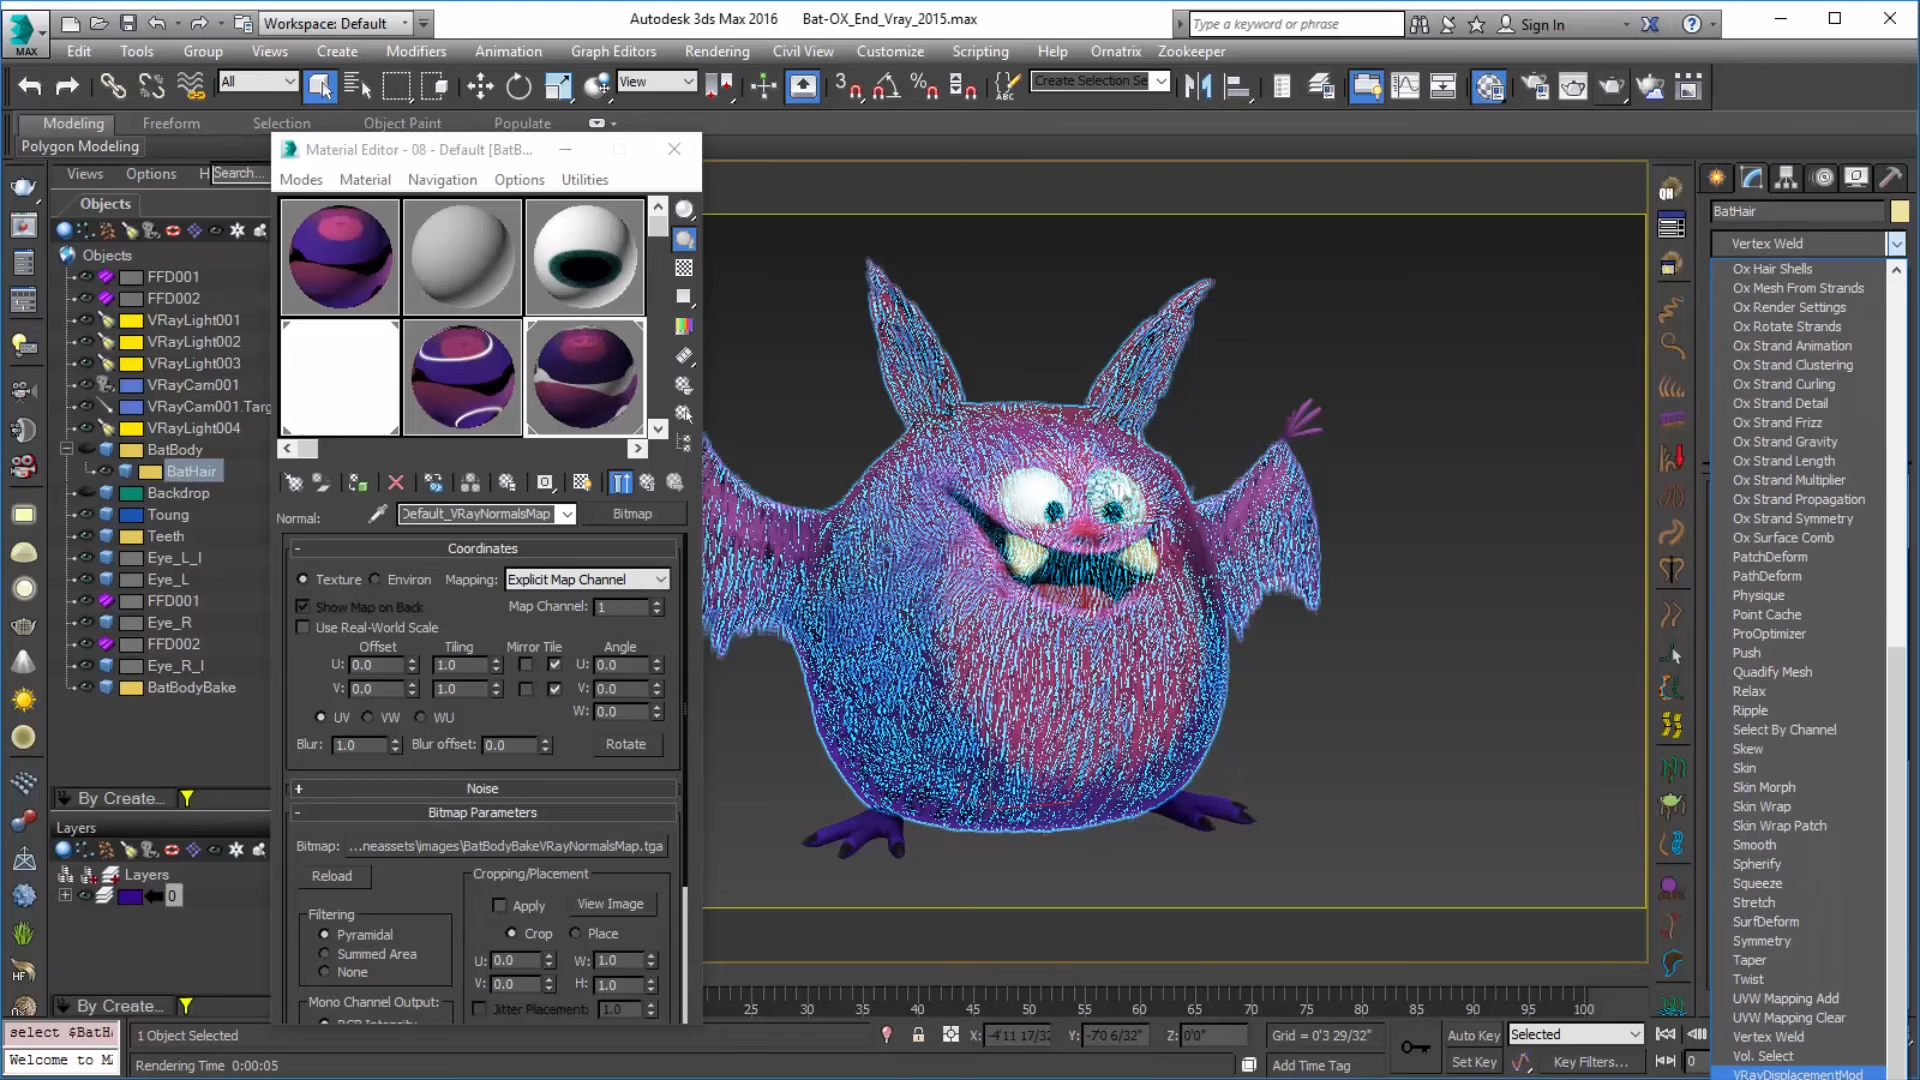 Workspace: Default
Autodesk 3ds Max 2016 Bat-OX_End_Vray_2015.max
Type a keyword or phrase
Sign In
MAX
Edit Tools Group Views Create Modifiers Animation Graph Editors Rendering Civil View Customize Scripting Help Ornatrix Zookeeper
All
View
Create Selection Se
Modeling Freeform Selection Object Paint Populate
Polygon Modeling
Material Editor - 08 - Default [BatB...
Modes Material Navigation Options Utilities
Views Options H Search...
Objects
Objects
FFD001
FFD002
VRayLight001
VRayLight002
VRayLight003
VRayCam001
VRayCam001.Targ
VRayLight004
BatBody
BatHair
Backdrop
Toung
Teeth
Eye_L_I
Eye_L
FFD001
Eye_R
FFD002
Eye_R_I
BatBodyBake
By Create...
Layers
Layers
0
By Create...
select $BatH
Welcome to M
Normal: Default_VRayNormalsMap Bitmap
- Coordinates
Texture Environ Mapping: Explicit Map Channel
Show Map on Back Map Channel: 1
Use Real-World Scale
Offset Tiling Mirror Tile Angle
U: 0.0 1.0 U: 0.0
V: 0.0 1.0 V: 0.0
W: 0.0
UV VW WU
Blur: 1.0 Blur offset: 0.0 Rotate
+ Noise
- Bitmap Parameters
Bitmap: ...neassets\images\BatBodyBakeVRayNormalsMap.tga
Reload
Cropping/Placement
Apply View Image
Crop Place
U: 0.0 W: 1.0
V: 0.0 H: 1.0
Jitter Placement: 1.0
Filtering
Pyramidal
Summed Area
None
Mono Channel Output:
RGB Intensity
BatHair
Vertex Weld
Ox Hair Shells
Ox Mesh From Strands
Ox Render Settings
Ox Rotate Strands
Ox Strand Animation
Ox Strand Clustering
Ox Strand Curling
Ox Strand Detail
Ox Strand Frizz
Ox Strand Gravity
Ox Strand Length
Ox Strand Multiplier
Ox Strand Propagation
Ox Strand Symmetry
Ox Surface Comb
PatchDeform
PathDeform
Physique
Point Cache
ProOptimizer
Push
Quadify Mesh
Relax
Ripple
Select By Channel
Skew
Skin
Skin Morph
Skin Wrap
Skin Wrap Patch
Smooth
Spherify
Squeeze
Stretch
SurfDeform
Symmetry
Taper
Twist
UVW Mapping Add
UVW Mapping Clear
Vertex Weld
Vol. Select
VRayDisplacementMod
25 30 35 40 45 50 55 60 65 70 75 80 85 90 95 100
1 Object Selected
X: -4'11 17/32 Y: -7'0 6/32" Z: 0'0" Grid = 0'3 29/32" Auto Key Selected
Rendering Time 0:00:05
Add Time Tag Set Key Key Filters... 0